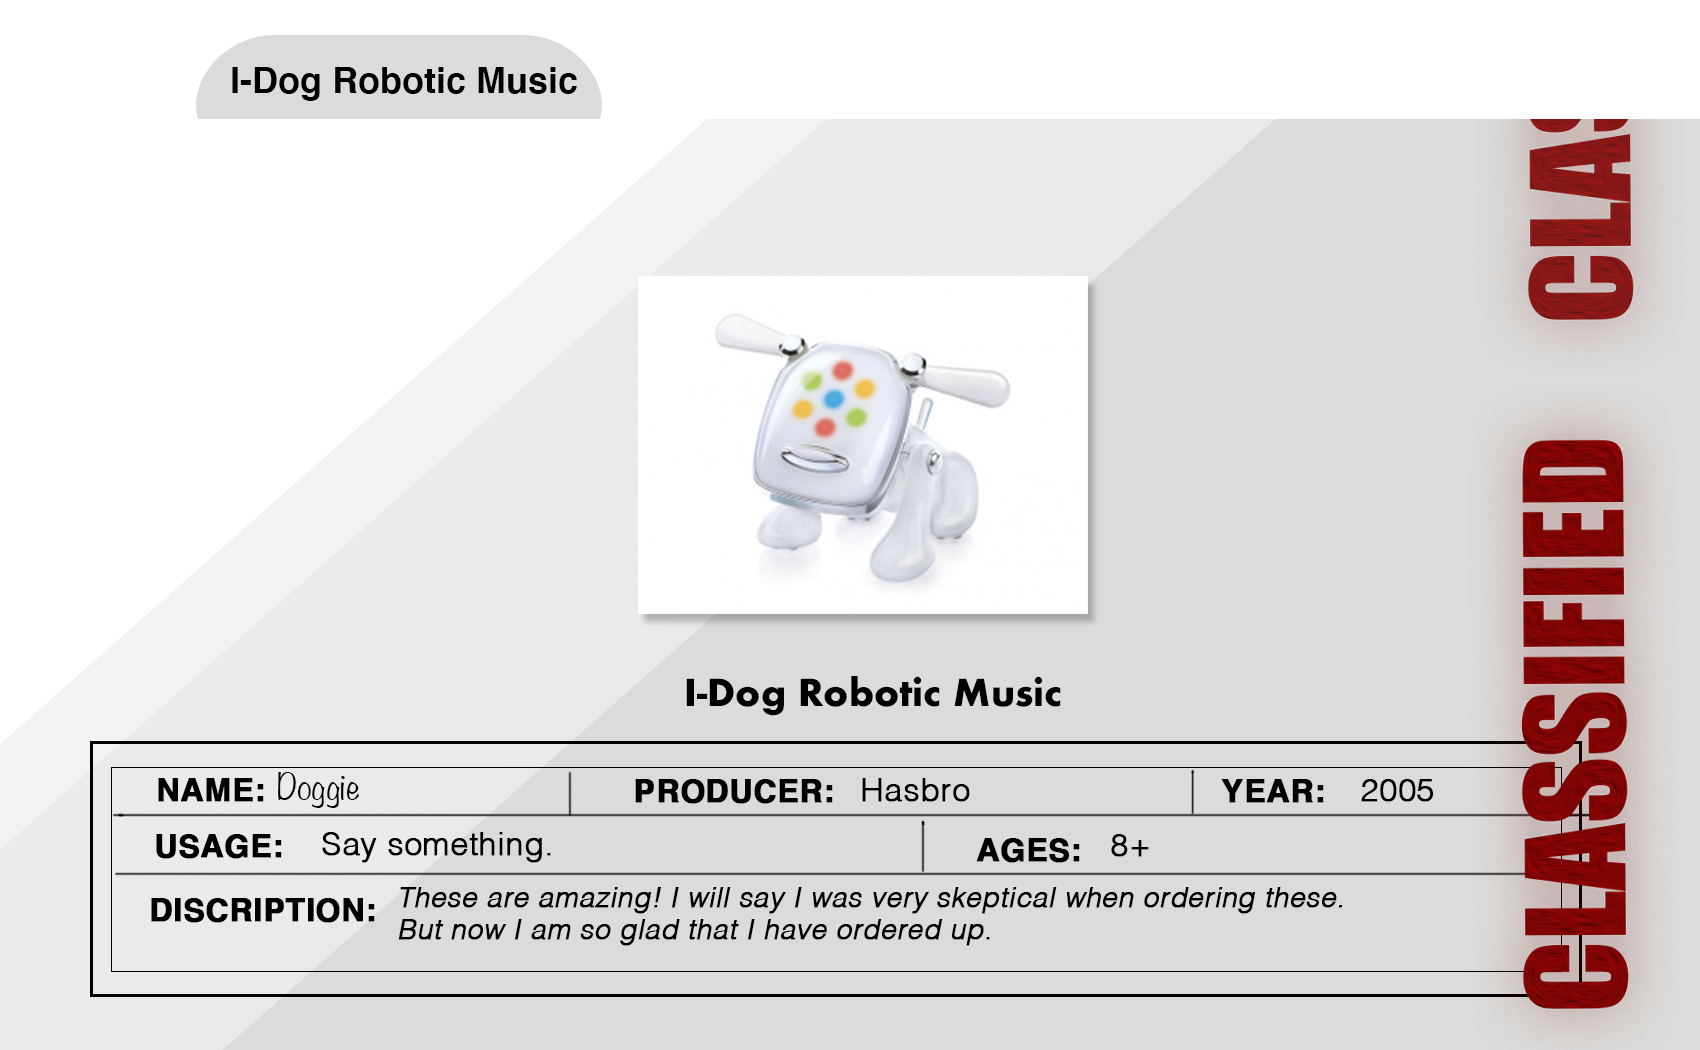 I-Dog Robotic Music
CLAS
I-Dog Robotic Music
NAME: Doggie PRODUCER: Hasbro YEAR: 2005
USAGE: Say something. AGES: 8+
DISCRIPTION: These are amazing! I will say I was very skeptical when ordering these.
But now I am so glad that I have ordered up.
CLASSIFIED